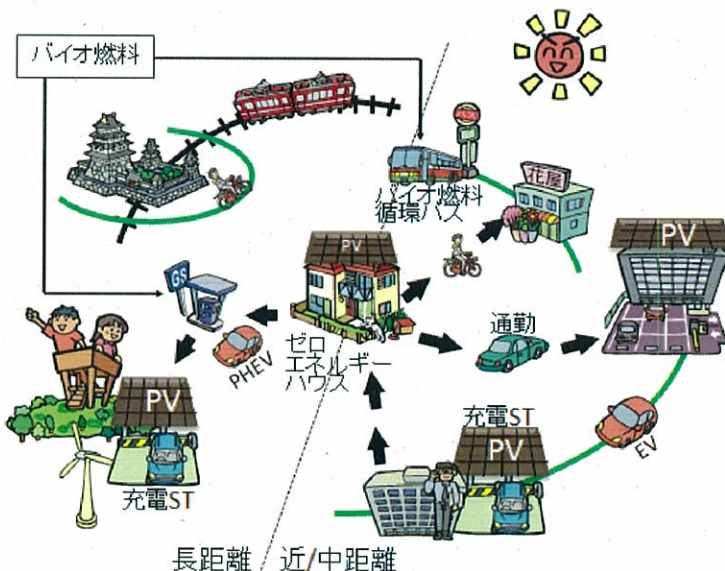 バイオ燃料
バス
花屋
バイオ燃料
循環バス
PV
PV
GS
通勤
PHEV
ゼロ
エネルギー
ハウス
充電ST
PV
PV
EV
充電ST
長距離
近/中距離